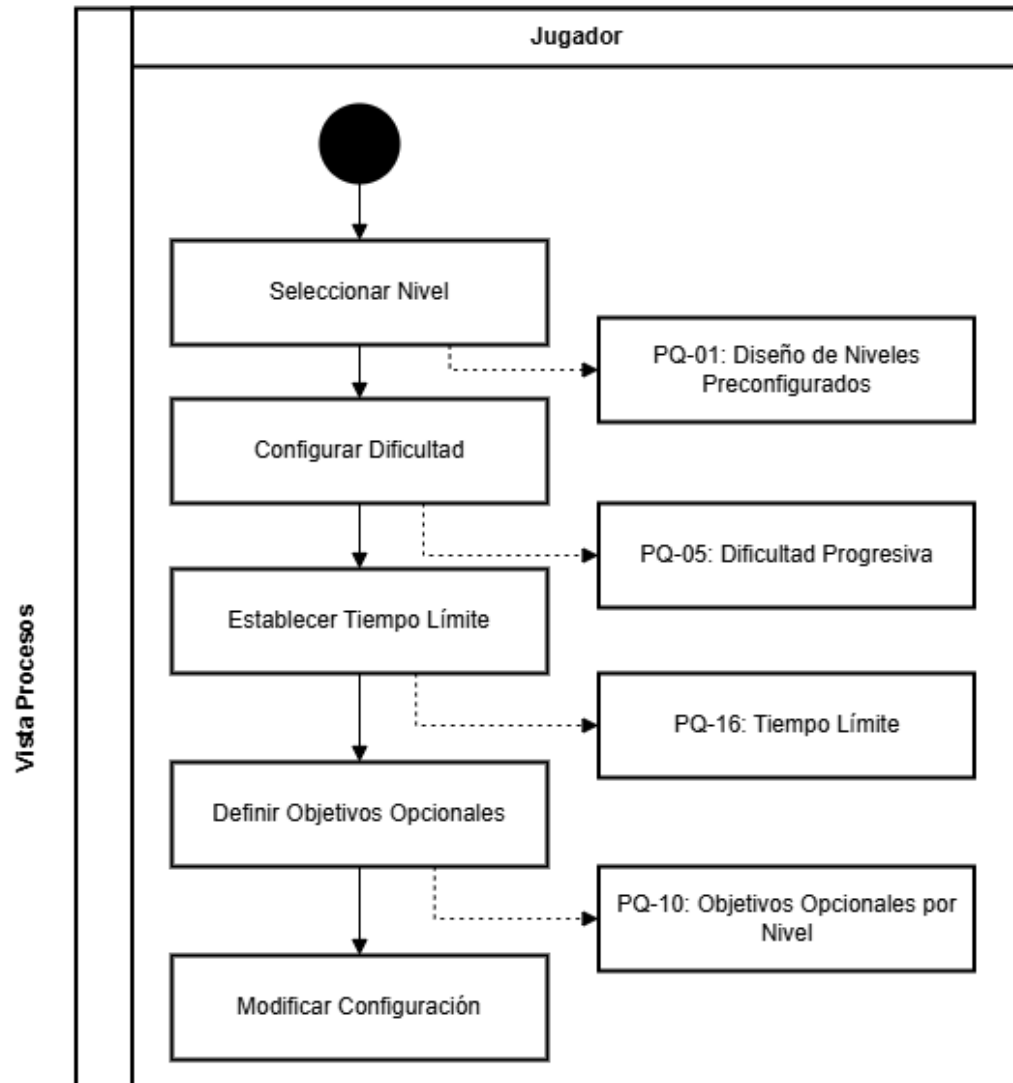 Jugador
Vista Procesos
Seleccionar Nivel
PQ-01: Diseño de Niveles
Preconfigurados
Configurar Dificultad
PQ-05: Dificultad Progresiva
Establecer Tiempo Límite
PQ-16: Tiempo Límite
Definir Objetivos Opcionales
PQ-10: Objetivos Opcionales por
Nivel
Modificar Configuración